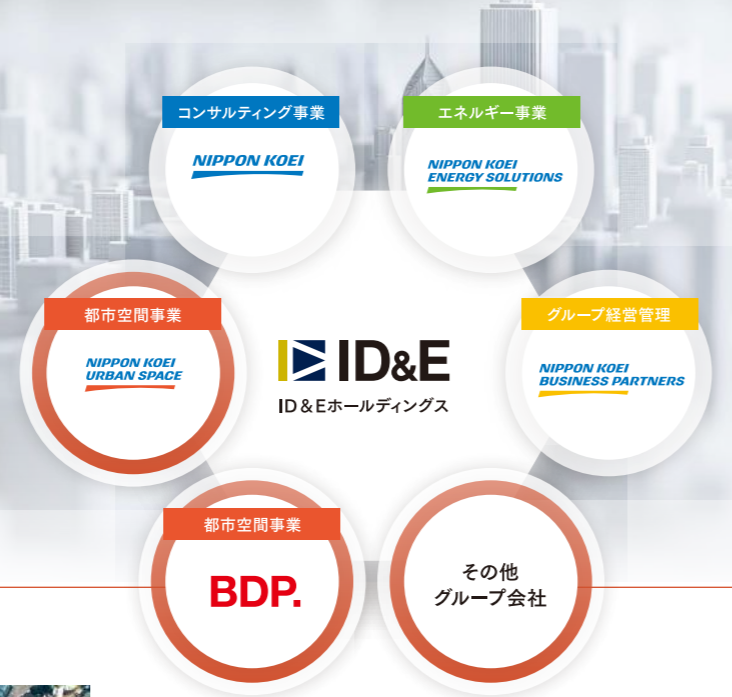 コンサルティング事業
NIPPON KOEI
エネルギー事業
NIPPON KOEI
ENERGY SOLUTIONS
都市空間事業
NIPPON KOEI
URBAN SPACE
ID&E
ID&Eホールディングス
グループ経営管理
NIPPON KOEI
BUSINESS PARTNERS
都市空間事業
BDP.
その他
グループ会社